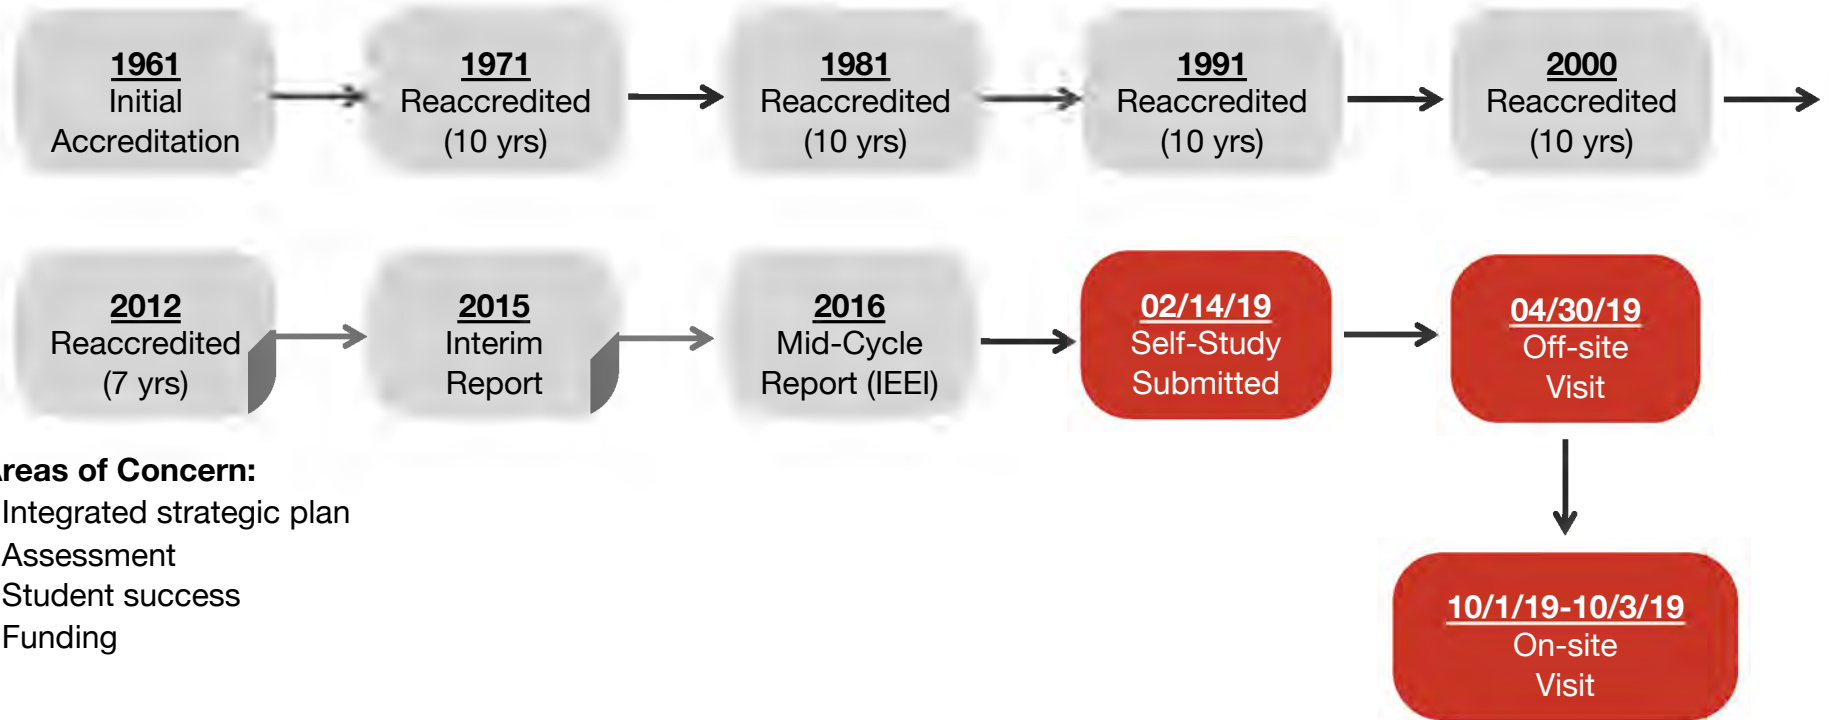 1961
Initial
Accreditation
1971
Reaccredited
(10 yrs)
1981
Reaccredited
(10 yrs)
1991
Reaccredited
(10 yrs)
2000
Reaccredited
(10 yrs)
2012
Reaccredited
(7 yrs)
2015
Interim
Report
2016
Mid-Cycle
Report (IEEI)
02/14/19
Self-Study
Submitted
04/30/19
Off-site
Visit
10/1/19-10/3/19
On-site
Visit
Areas of Concern:
Integrated strategic plan
Assessment
Student success
Funding